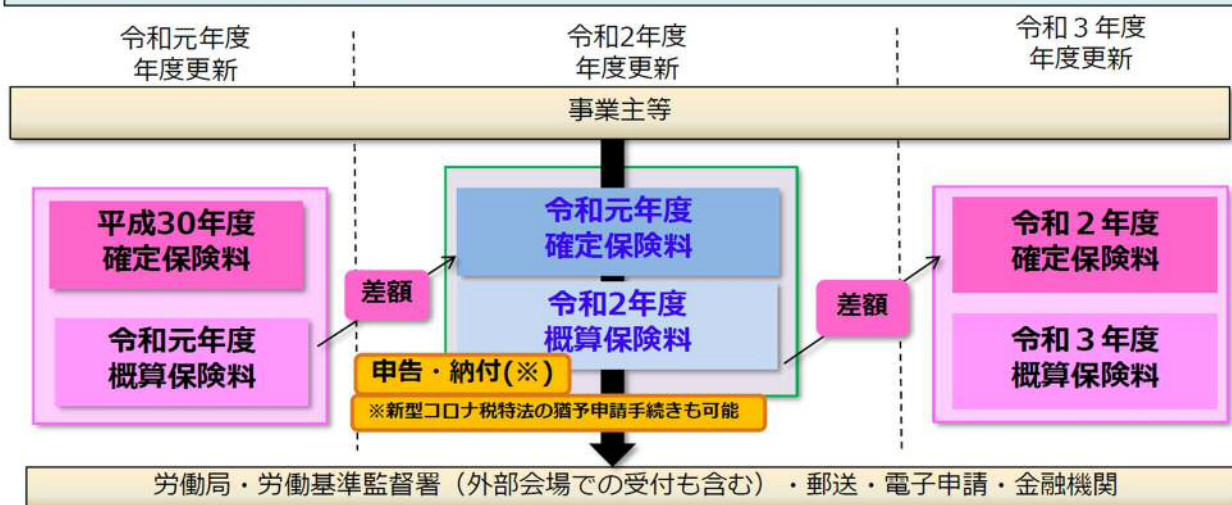 令和元年度
年度更新
令和2年度
年度更新
令和３年度
年度更新
事業主等
平成30年度
確定保険料
令和元年度
概算保険料
差額
令和元年度
確定保険料
令和2年度
概算保険料
申告・納付(※)
※新型コロナ税特法の猶予申請手続きも可能
差額
令和２年度
確定保険料
令和３年度
概算保険料
労働局・労働基準監督署（外部会場での受付も含む）・郵送・電子申請・金融機関